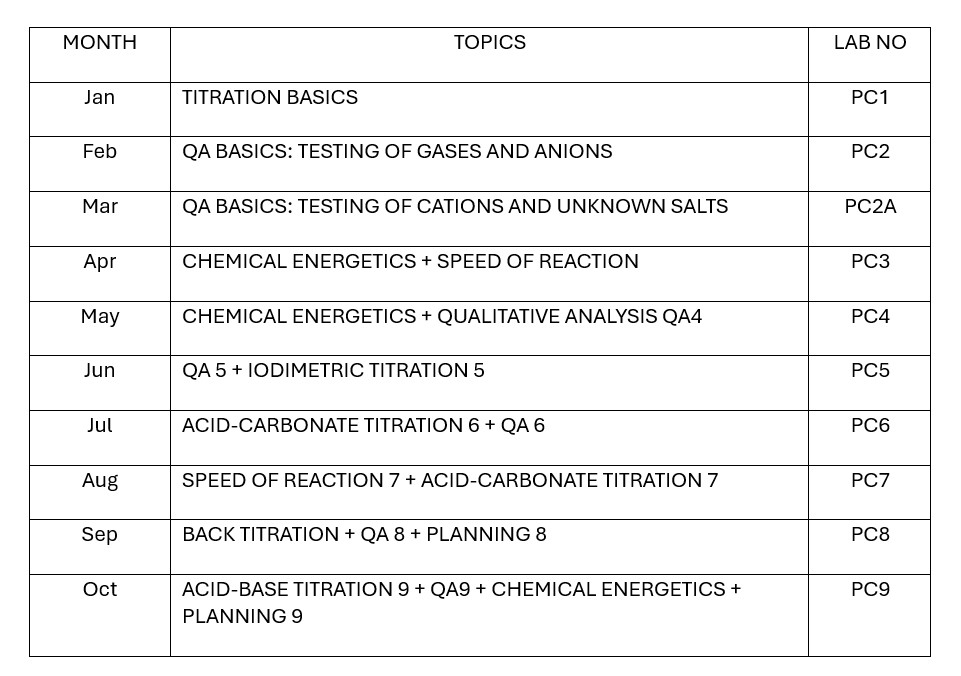 MONTH TOPICS LAB NO
Jan TITRATION BASICS PC1
Feb QA BASICS: TESTING OF GASES AND ANIONS PC2
Mar QA BASICS: TESTING OF CATIONS AND UNKNOWN SALTS PC2A
Apr CHEMICAL ENERGETICS + SPEED OF REACTION PC3
May CHEMICAL ENERGETICS + QUALITATIVE ANALYSIS QA4 PC4
Jun QA 5 + IODIMETRIC TITRATION 5 PC5
Jul ACID-CARBONATE TITRATION 6 + QA 6 PC6
Aug SPEED OF REACTION 7 + ACID-CARBONATE TITRATION 7 PC7
Sep BACK TITRATION + QA 8 + PLANNING 8 PC8
Oct ACID-BASE TITRATION 9 + QA9 + CHEMICAL ENERGETICS + PC9
PLANNING 9